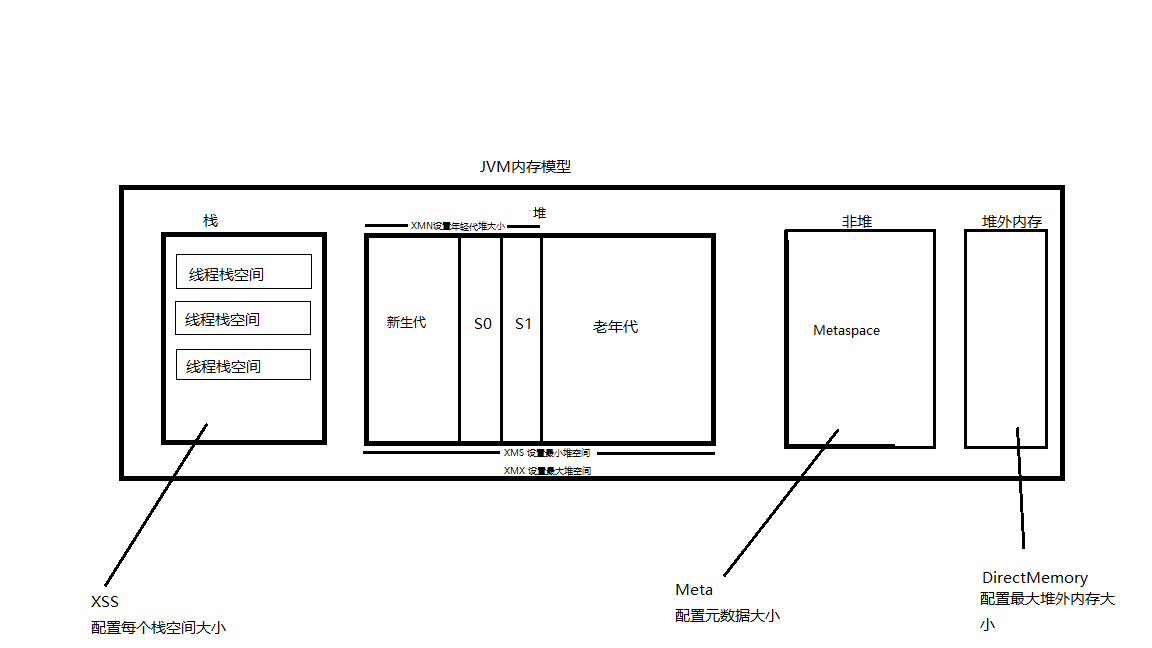 JVM内存模型
栈
堆
非堆
堆外内存
XMN设置年轻代堆大小
线程栈空间
线程栈空间
线程栈空间
新生代
S0
S1
老年代
Metaspace
XMS 设置最小堆空间
XMX 设置最大堆空间
XSS
配置每个栈空间大小
Meta
配置元数据大小
DirectMemory
配置最大堆外内存大
小